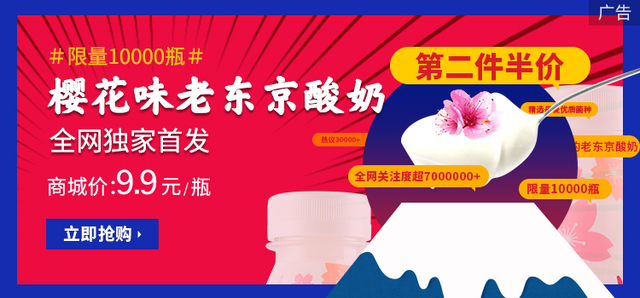 广告
#限量10000瓶#
樱花味老东京酸奶
全网独家首发
商城价:9.9元/瓶
立即抢购
第二件半价
热议30000+
全网关注度超7000000+
限量10000瓶
老东京酸奶